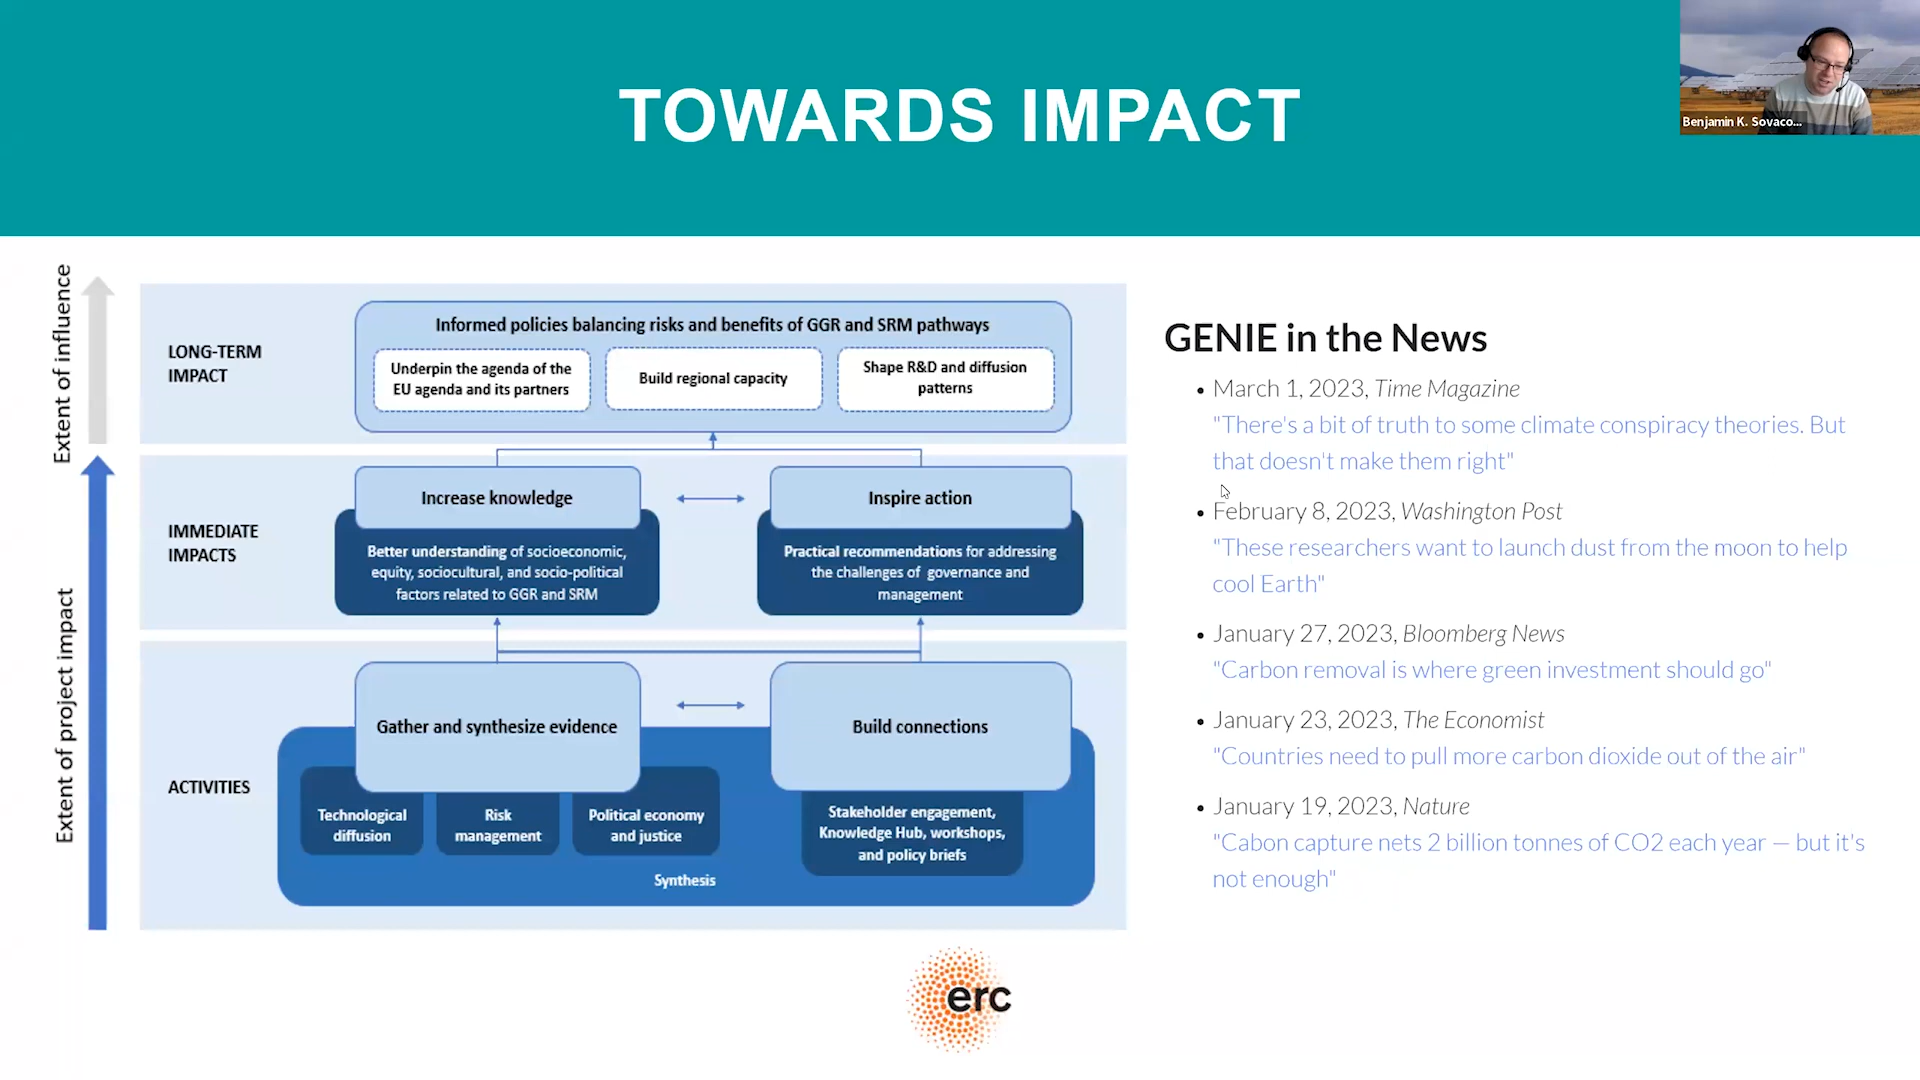 TOWARDS IMPACT
Benjamin K. Sovaco...
Extent of influence
Extent of project impact
LONG-TERM
IMPACT
Informed policies balancing risks and benefits of GGR and SRM pathways
Underpin the agenda of the
EU agenda and its partners
Build regional capacity
Shape R&D and diffusion
patterns
IMMEDIATE
IMPACTS
Increase knowledge
Better understanding of socioeconomic,
equity, sociocultural, and socio-political
factors related to GGR and SRM
Inspire action
Practical recommendations for addressing
the challenges of governance and
management
ACTIVITIES
Gather and synthesize evidence
Technological
diffusion
Risk
management
Political economy
and justice
Build connections
Stakeholder engagement,
Knowledge Hub, workshops,
and policy briefs
Synthesis
GENIE in the News
• March 1, 2023, Time Magazine
"There's a bit of truth to some climate conspiracy theories. But
that doesn't make them right"
• February 8, 2023, Washington Post
"These researchers want to launch dust from the moon to help
cool Earth"
• January 27, 2023, Bloomberg News
"Carbon removal is where green investment should go"
• January 23, 2023, The Economist
"Countries need to pull more carbon dioxide out of the air"
• January 19, 2023, Nature
"Cabon capture nets 2 billion tonnes of CO2 each year — but it's
not enough"
erc